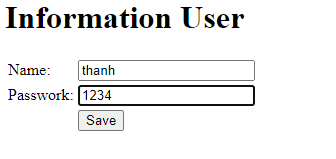 Information User
Name: thanh
Passwork: 1234
Save